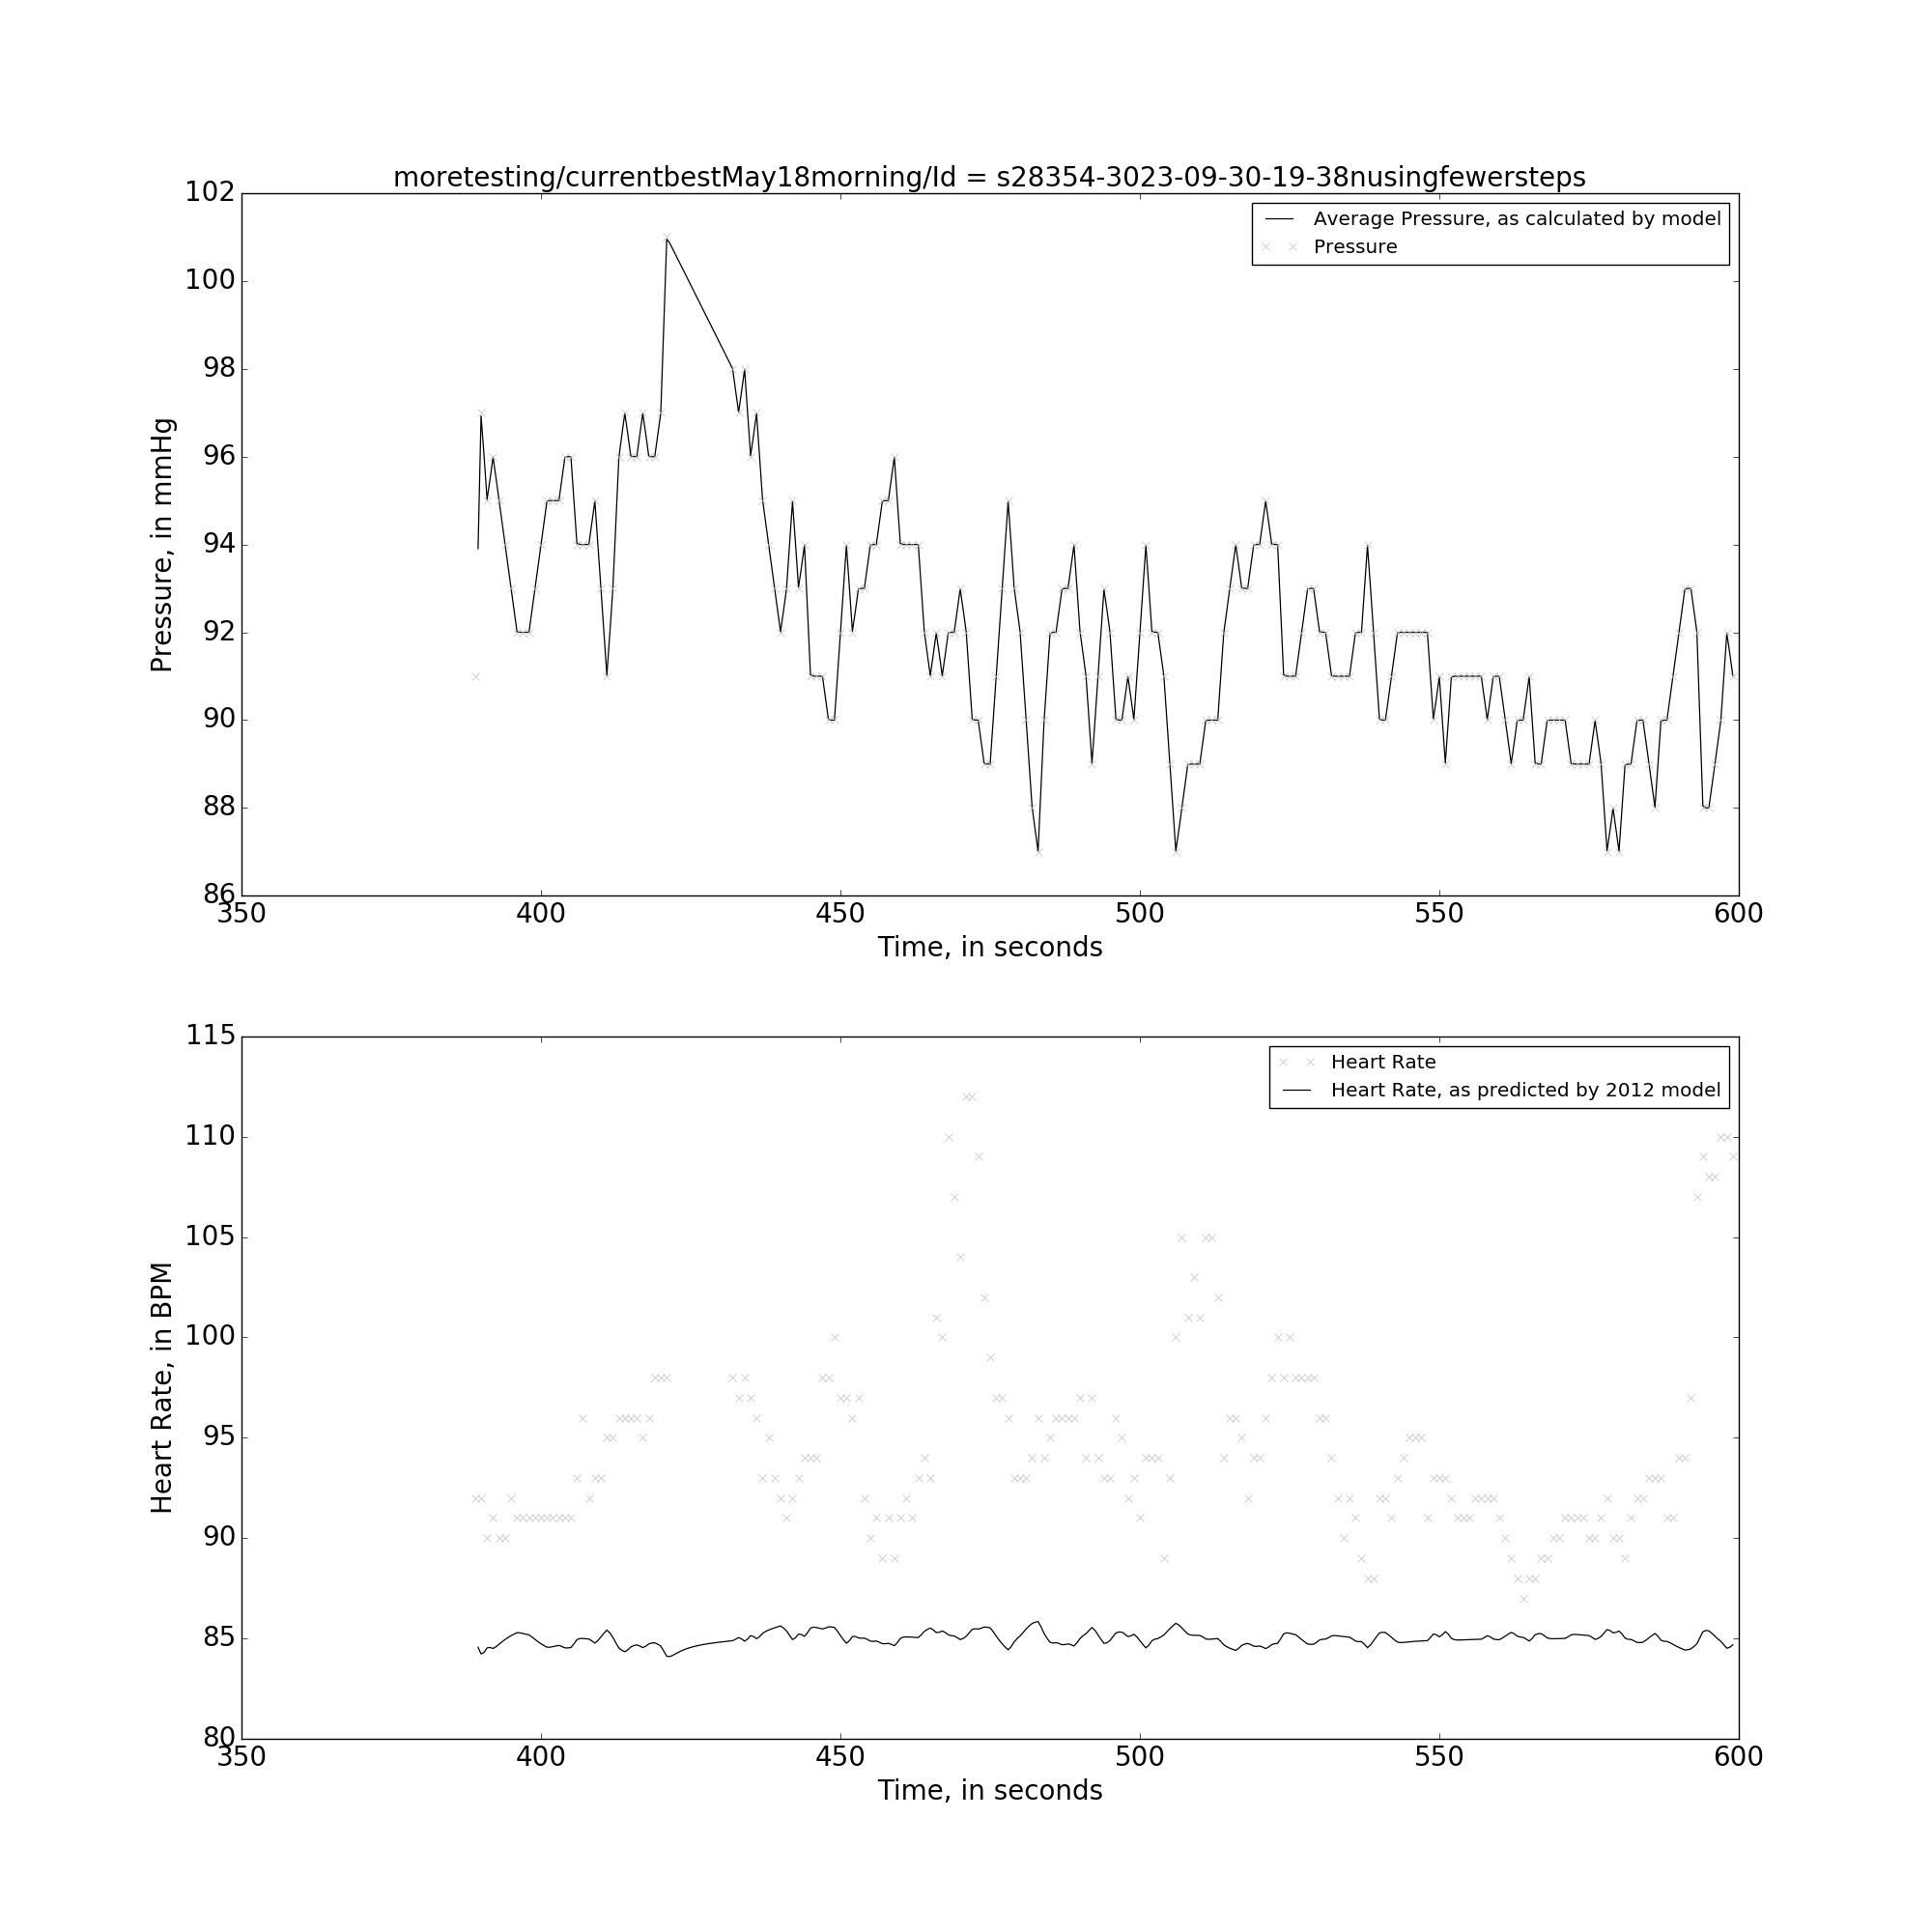 moretesting/currentbestMay18morning/Id = s28354-3023-09-30-19-38nusingfewersteps
102
100
98
96
94
92
90
88
86
Pressure, in mmHg
Average Pressure, as calculated by model
Pressure
350 400 450 500 550 600
Time, in seconds
115
110
105
100
95
90
85
80
Heart Rate, in BPM
Heart Rate
Heart Rate, as predicted by 2012 model
350 400 450 500 550 600
Time, in seconds